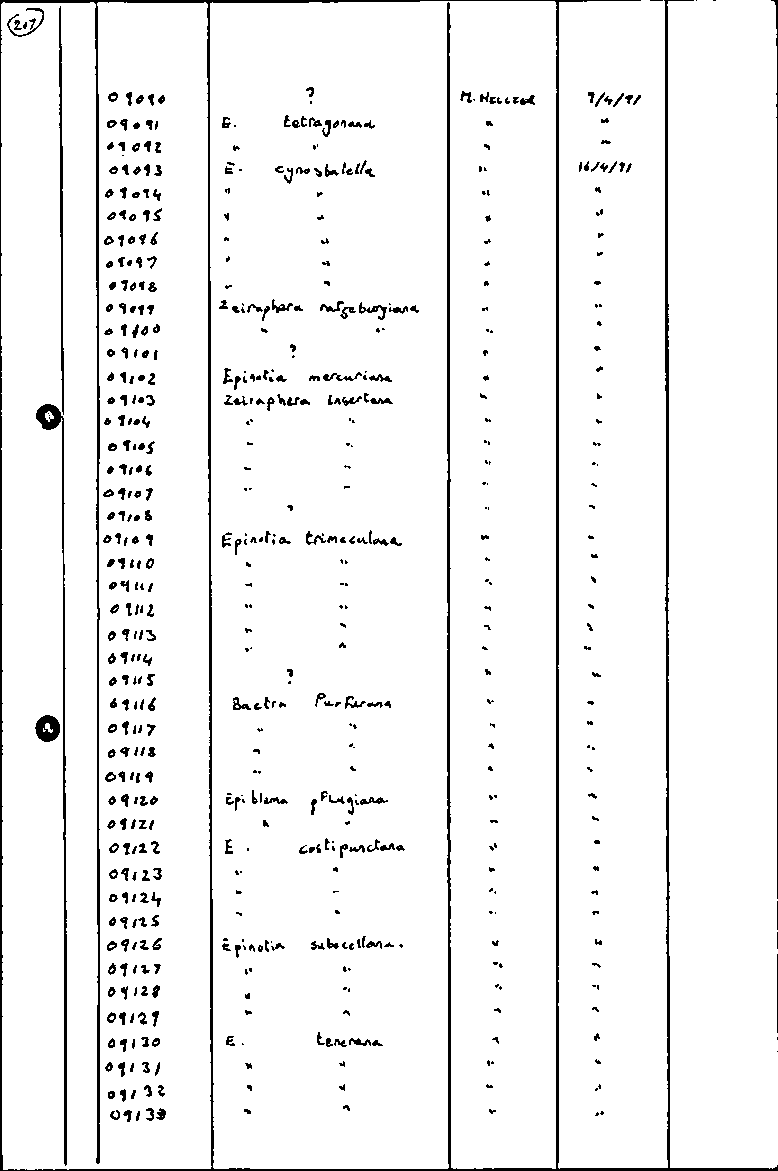 207
09090 ? M. HELLIER 9/4/91
09091 E. tetragonana " "
09092 " " " "
09093 E. cynosbatella " 16/4/91
09094 " " " "
09095 " " " "
09096 " " " "
09097 " " " "
09098 " " " "
09099 Zeiraphera ratzeburgiana " "
09100 " " " "
09101 ? " "
09102 Epinotia mercuriana " "
09103 Zeiraphera insertana " "
09104 " " " "
09105 " " " "
09106 " " " "
09107 " " " "
09108 " " "
09109 Epinotia trimaculana " "
09110 " " " "
09111 " " " "
09112 " " " "
09113 " " " "
09114 " " " "
09115 ? " "
09116 Bactra furfurana " "
09117 " " " "
09118 " " " "
09119 " " " "
09120 Epiblema pflugiana " "
09121 " " " "
09122 E. costipunctana " "
09123 " " " "
09124 " " " "
09125 " " " "
09126 Epinotia subocellana. " "
09127 " " " "
09128 " " " "
09129 " " " "
09130 E. tenerana " "
09131 " " " "
09132 " " " "
09133 " " " "